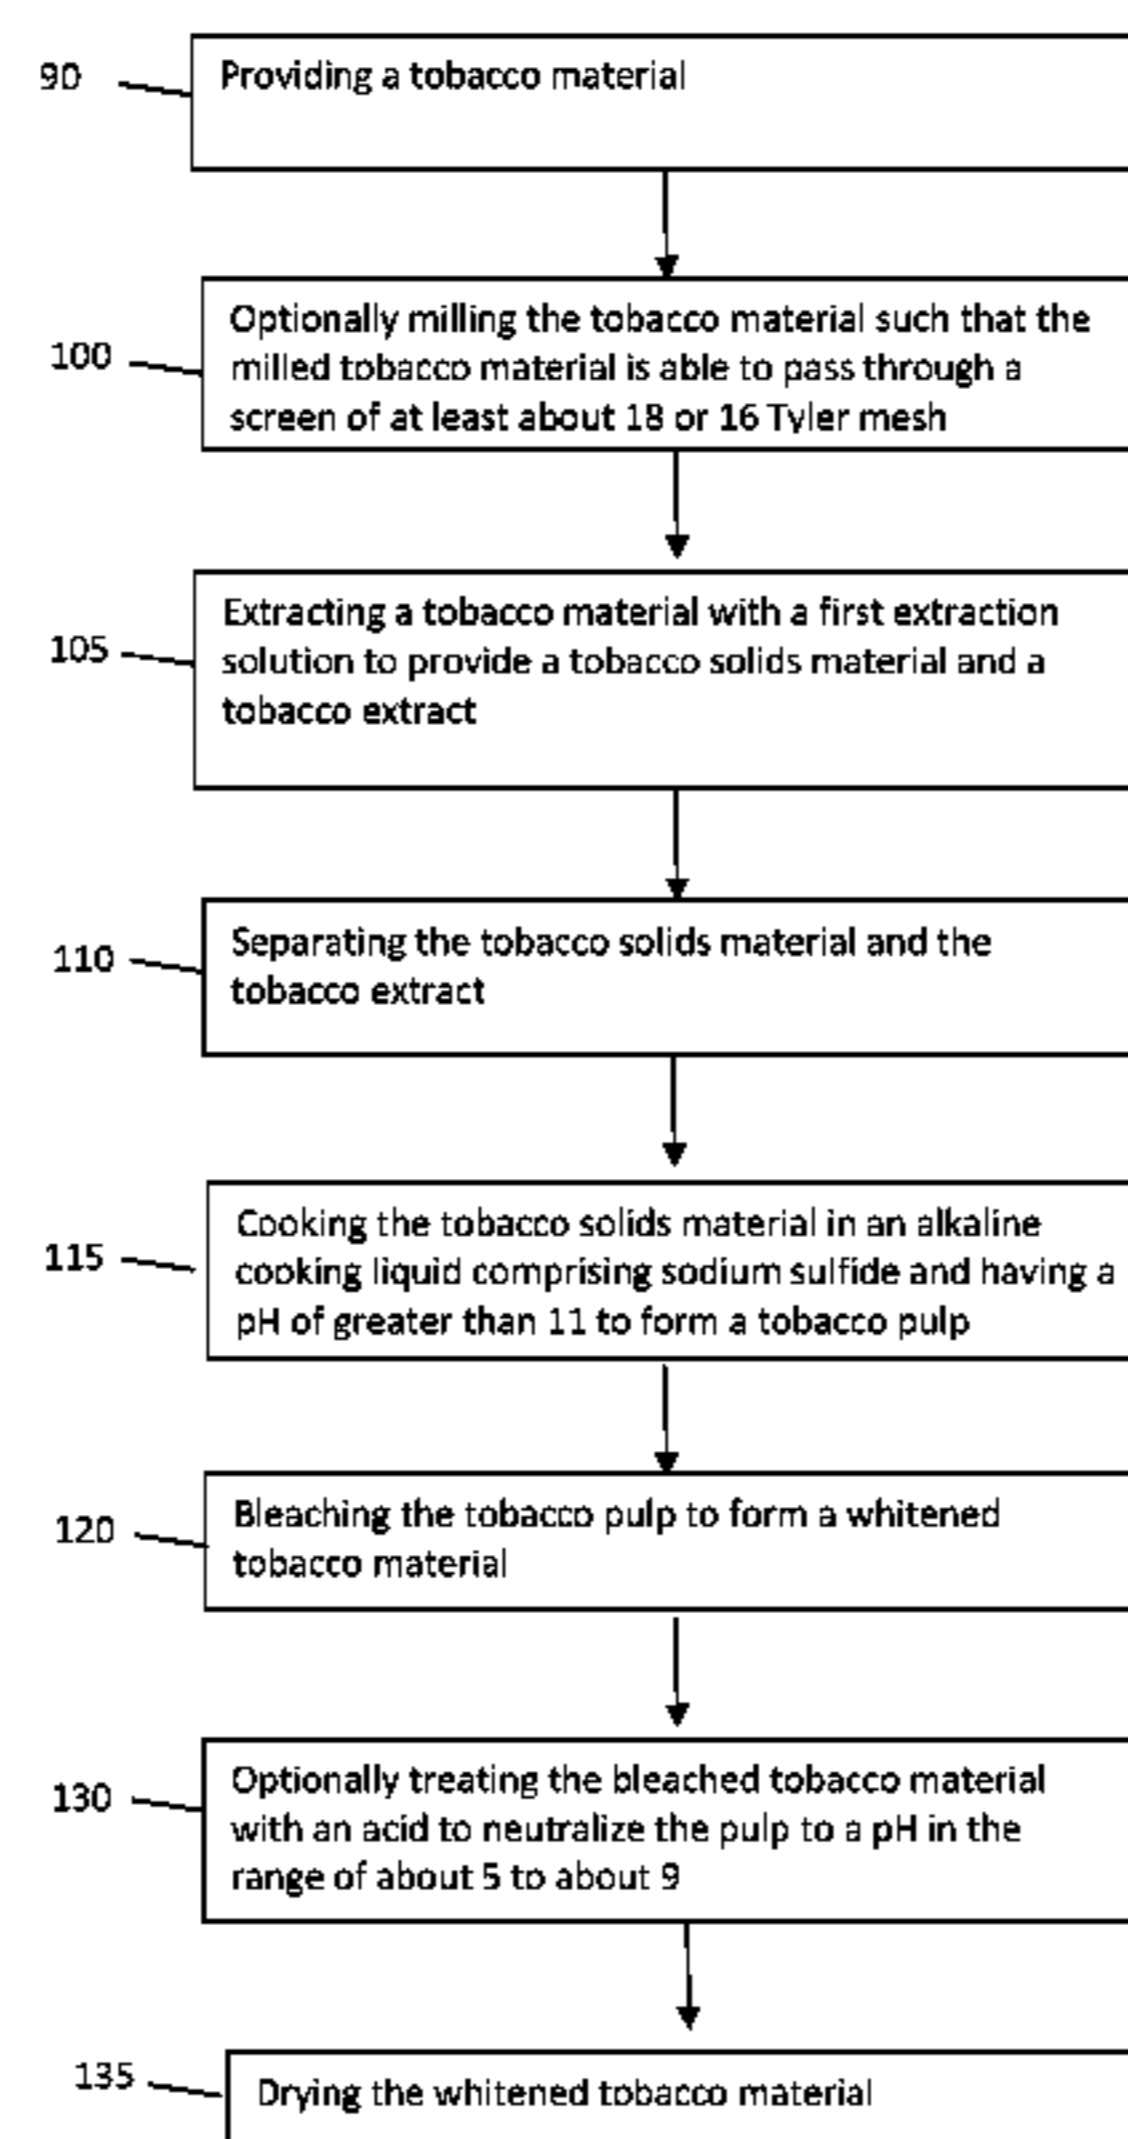 90
Providing a tobacco material
100
Optionally milling the tobacco material such that the
milled tobacco material is able to pass through a
screen of at least about 18 or 16 Tyler mesh
105
Extracting a tobacco material with a first extraction
solution to provide a tobacco solids material and a
tobacco extract
110
Separating the tobacco solids material and the
tobacco extract
115
Cooking the tobacco solids material in an alkaline
cooking liquid comprising sodium sulfide and having a
pH of greater than 11 to form a tobacco pulp
120
Bleaching the tobacco pulp to form a whitened
tobacco material
130
Optionally treating the bleached tobacco material
with an acid to neutralize the pulp to a pH in the
range of about 5 to about 9
135
Drying the whitened tobacco material